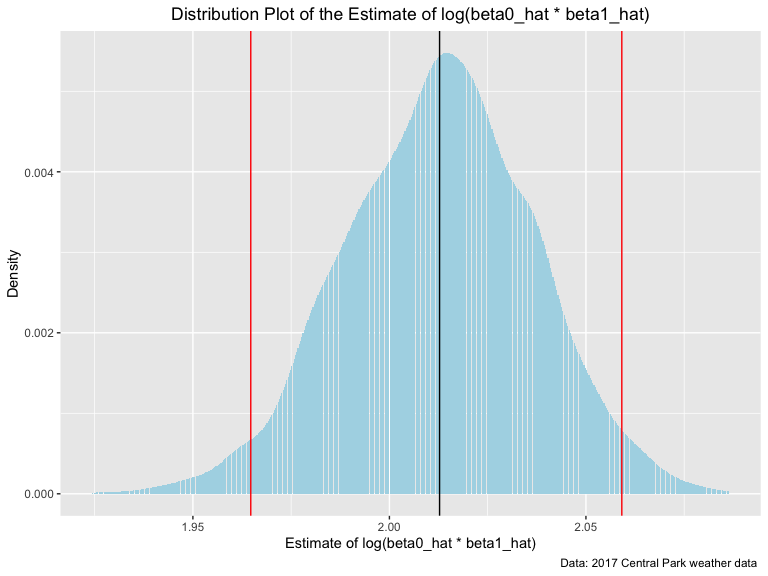 Distribution Plot of the Estimate of log(beta0_hat * beta1_hat)
Density
0.004
0.002
0.000
1.95
2.00
2.05
Estimate of log(beta0_hat * beta1_hat)
Data: 2017 Central Park weather data